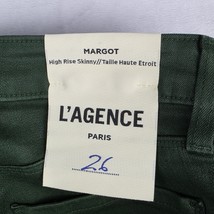 MARGOT
High Rise Skinny//Taille Haute Etroit
L'AGENCE
PARIS
26